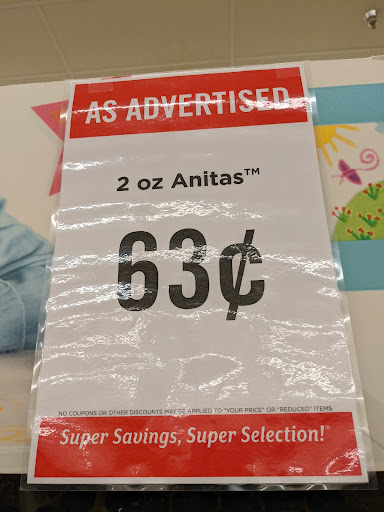 AS ADVERTISED
2 oz Anitas™
63¢
NO COUPONS OR OTHER DISCOUNTS MAY BE APPLIED TO "YOUR PRICE" OR "REDUCED" ITEMS
Super Savings, Super Selection!®